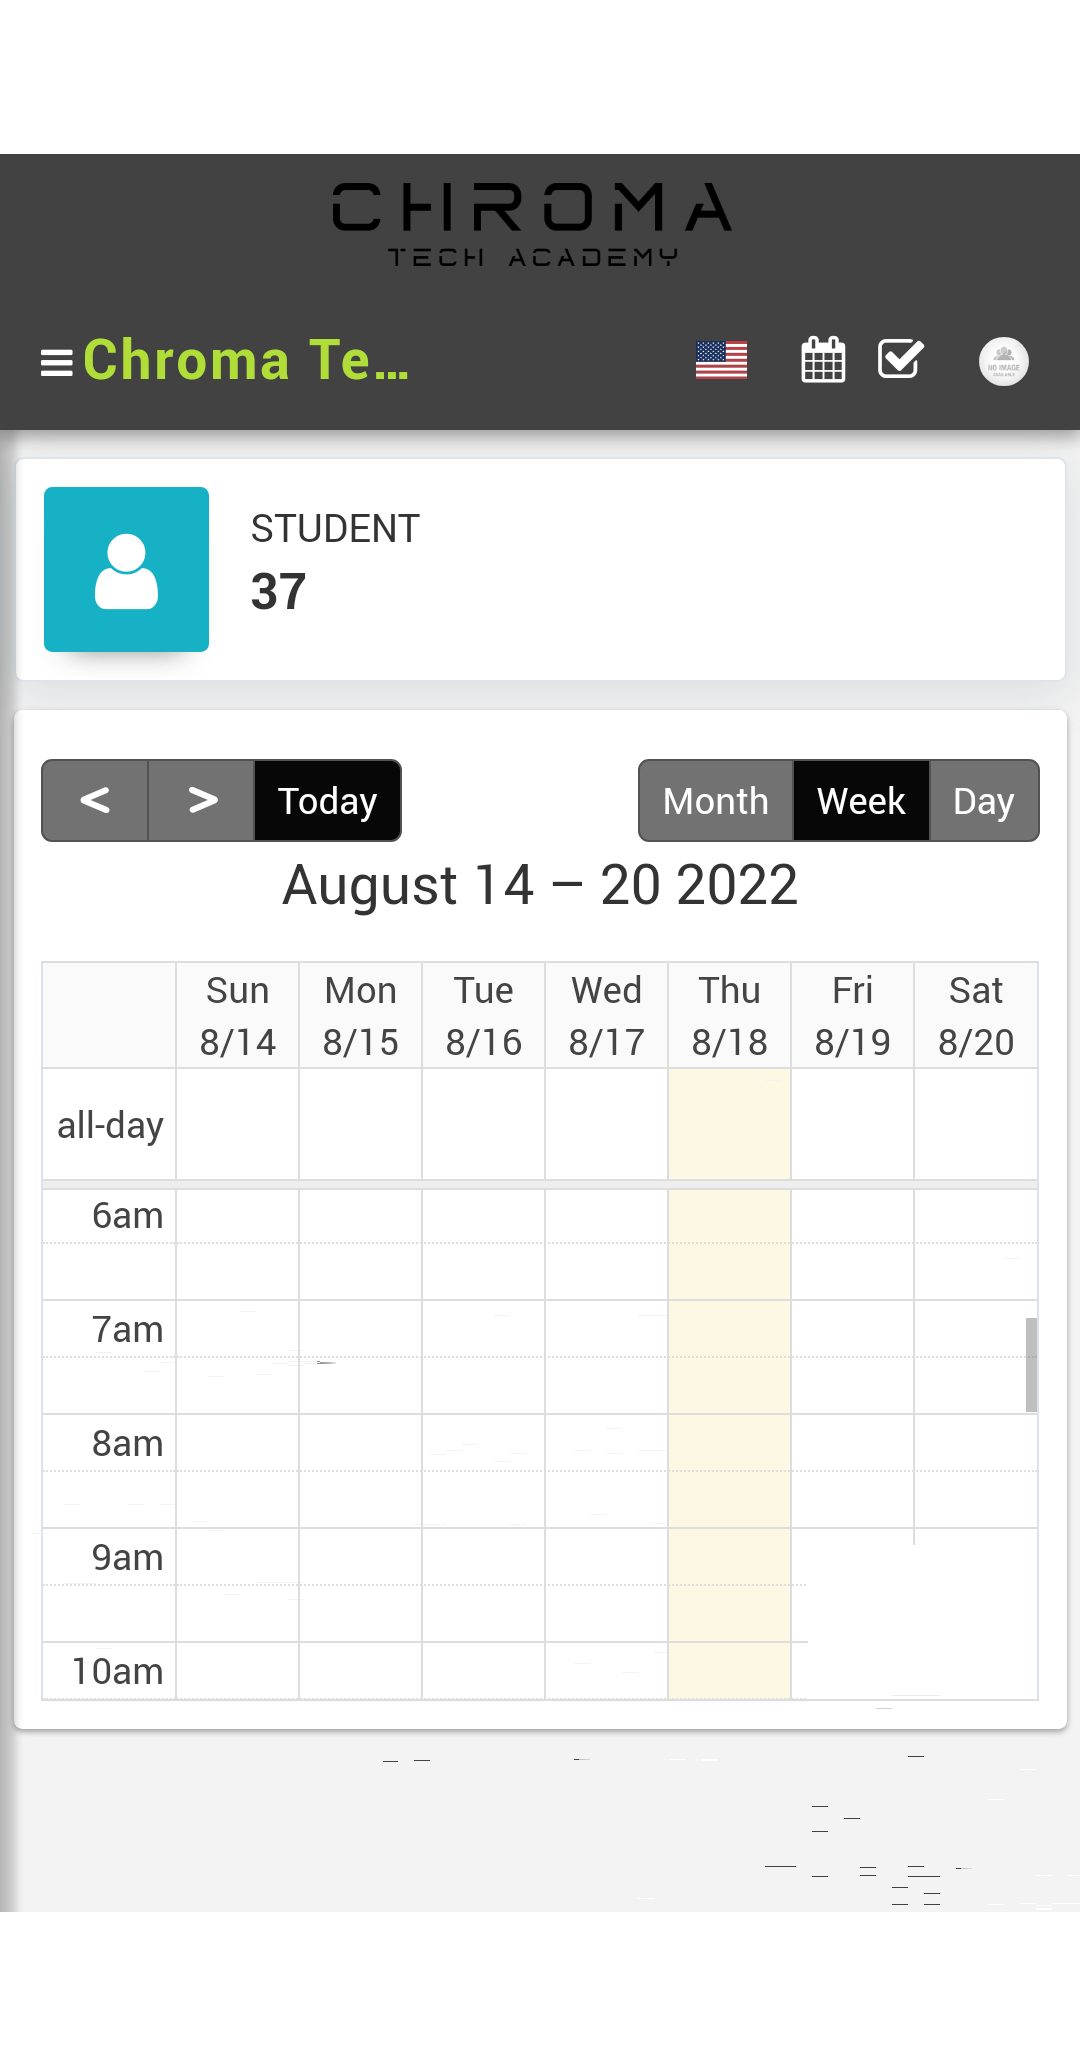 CHROMA
TECH ACADEMY
Chroma Te...
NO IMAGE
AVAILABLE
STUDENT
37
< > Today Month Week Day
August 14 – 20 2022
Sun Mon Tue Wed Thu Fri Sat
8/14 8/15 8/16 8/17 8/18 8/19 8/20
all-day
6am
7am
8am
9am
10am